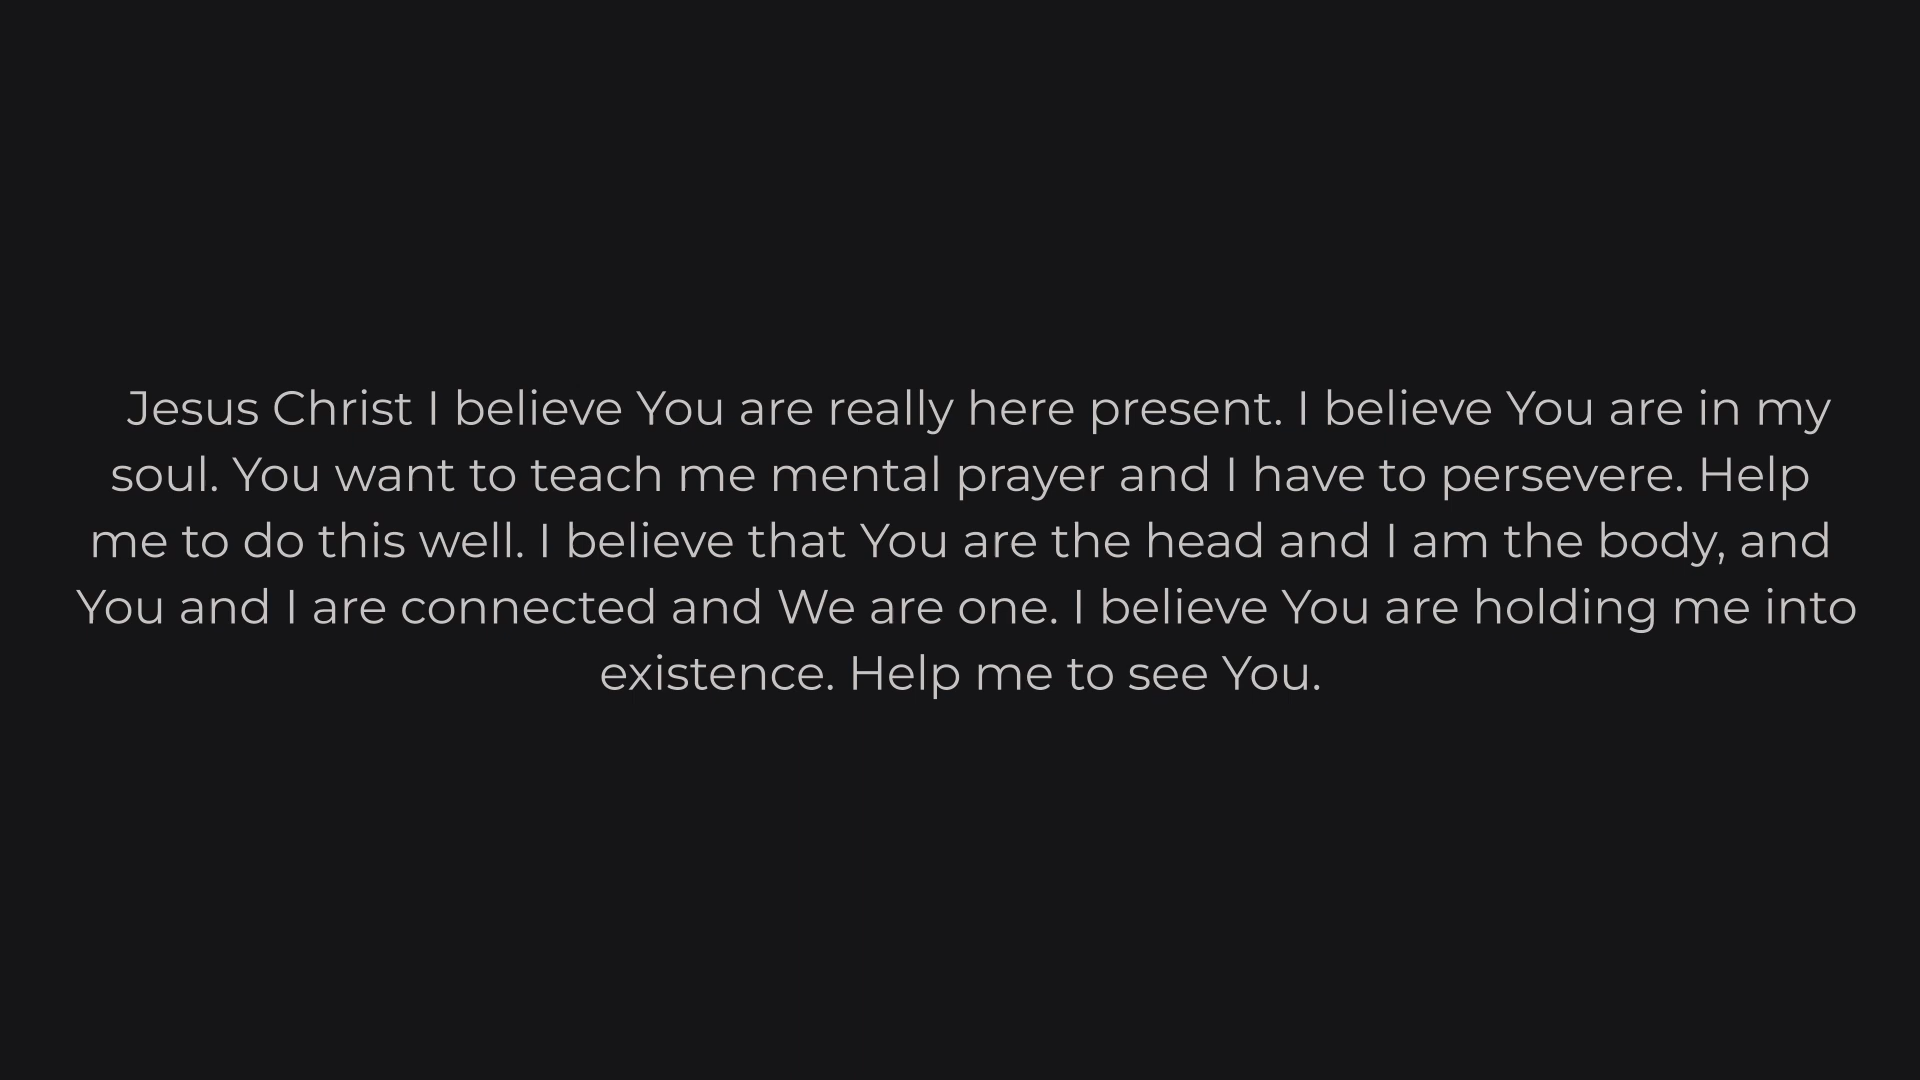 Jesus Christ I believe You are really here present. I believe You are in my
soul. You want to teach me mental prayer and I have to persevere. Help
me to do this well. I believe that You are the head and I am the body, and
You and I are connected and We are one. I believe You are holding me into
existence. Help me to see You.